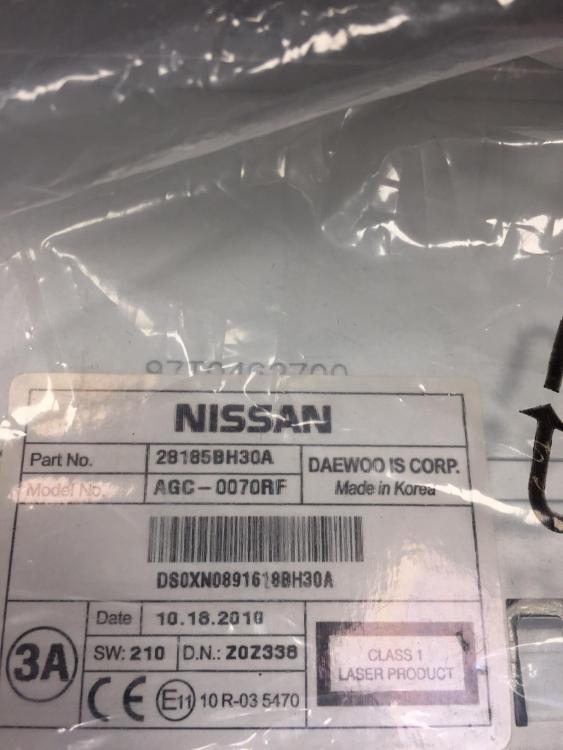 NISSAN
Part No. 28185BH30A DAEWOO IS CORP.
Model No. AGC-0070RF Made in Korea
DS0XN0891618BH30A
Date 10.18.2010
3A SW: 210 D.N.: Z0Z338 CLASS 1
LASER PRODUCT
CE E11 10 R-03 5470